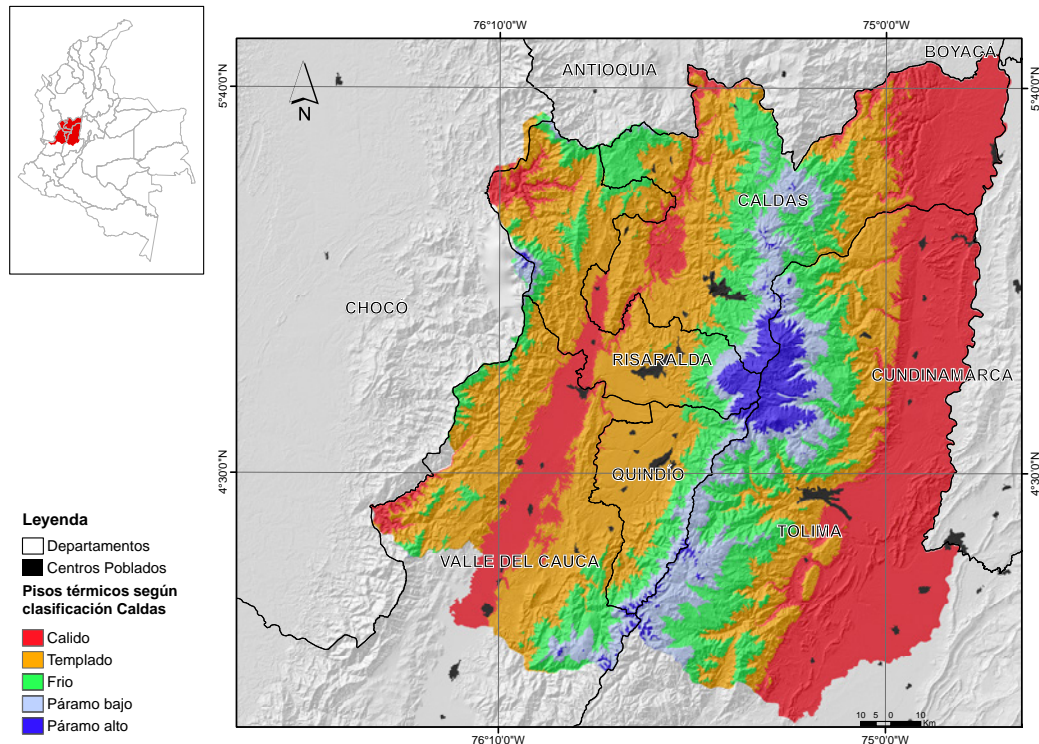 76°10'0"W
75°0'0"W
BOYACA
ANTIOQUIA
5°40'0"N
5°40'0"N
N
CALDAS
CHOCO
RISARALDA
CUNDINAMARCA
4°30'0"N
QUINDIO
4°30'0"N
Leyenda
TOLIMA
Departamentos
VALLE DEL CAUCA
Centros Poblados
Pisos térmicos según
clasificación Caldas
Calido
Templado
Frio
Páramo bajo
Páramo alto
10 5 0 10
Km
76°10'0"W
75°0'0"W